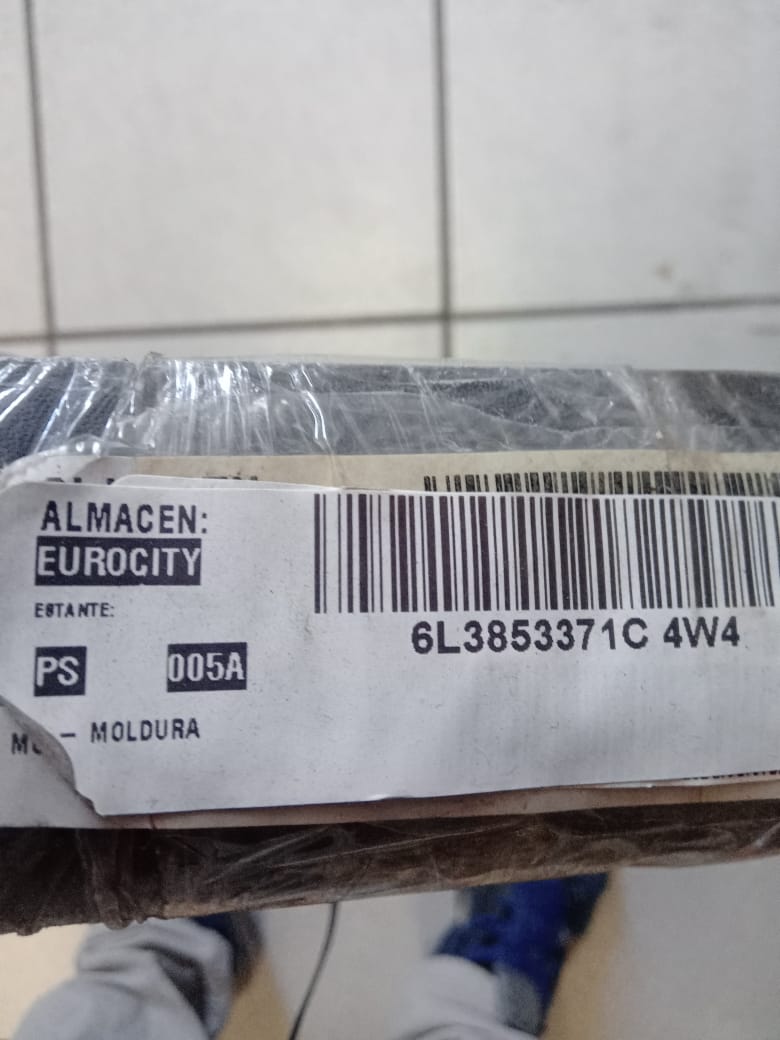 ALMACEN:
EUROCITY
ESTANTE:
PS 005A
– MOLDURA
6L3853371C 4W4